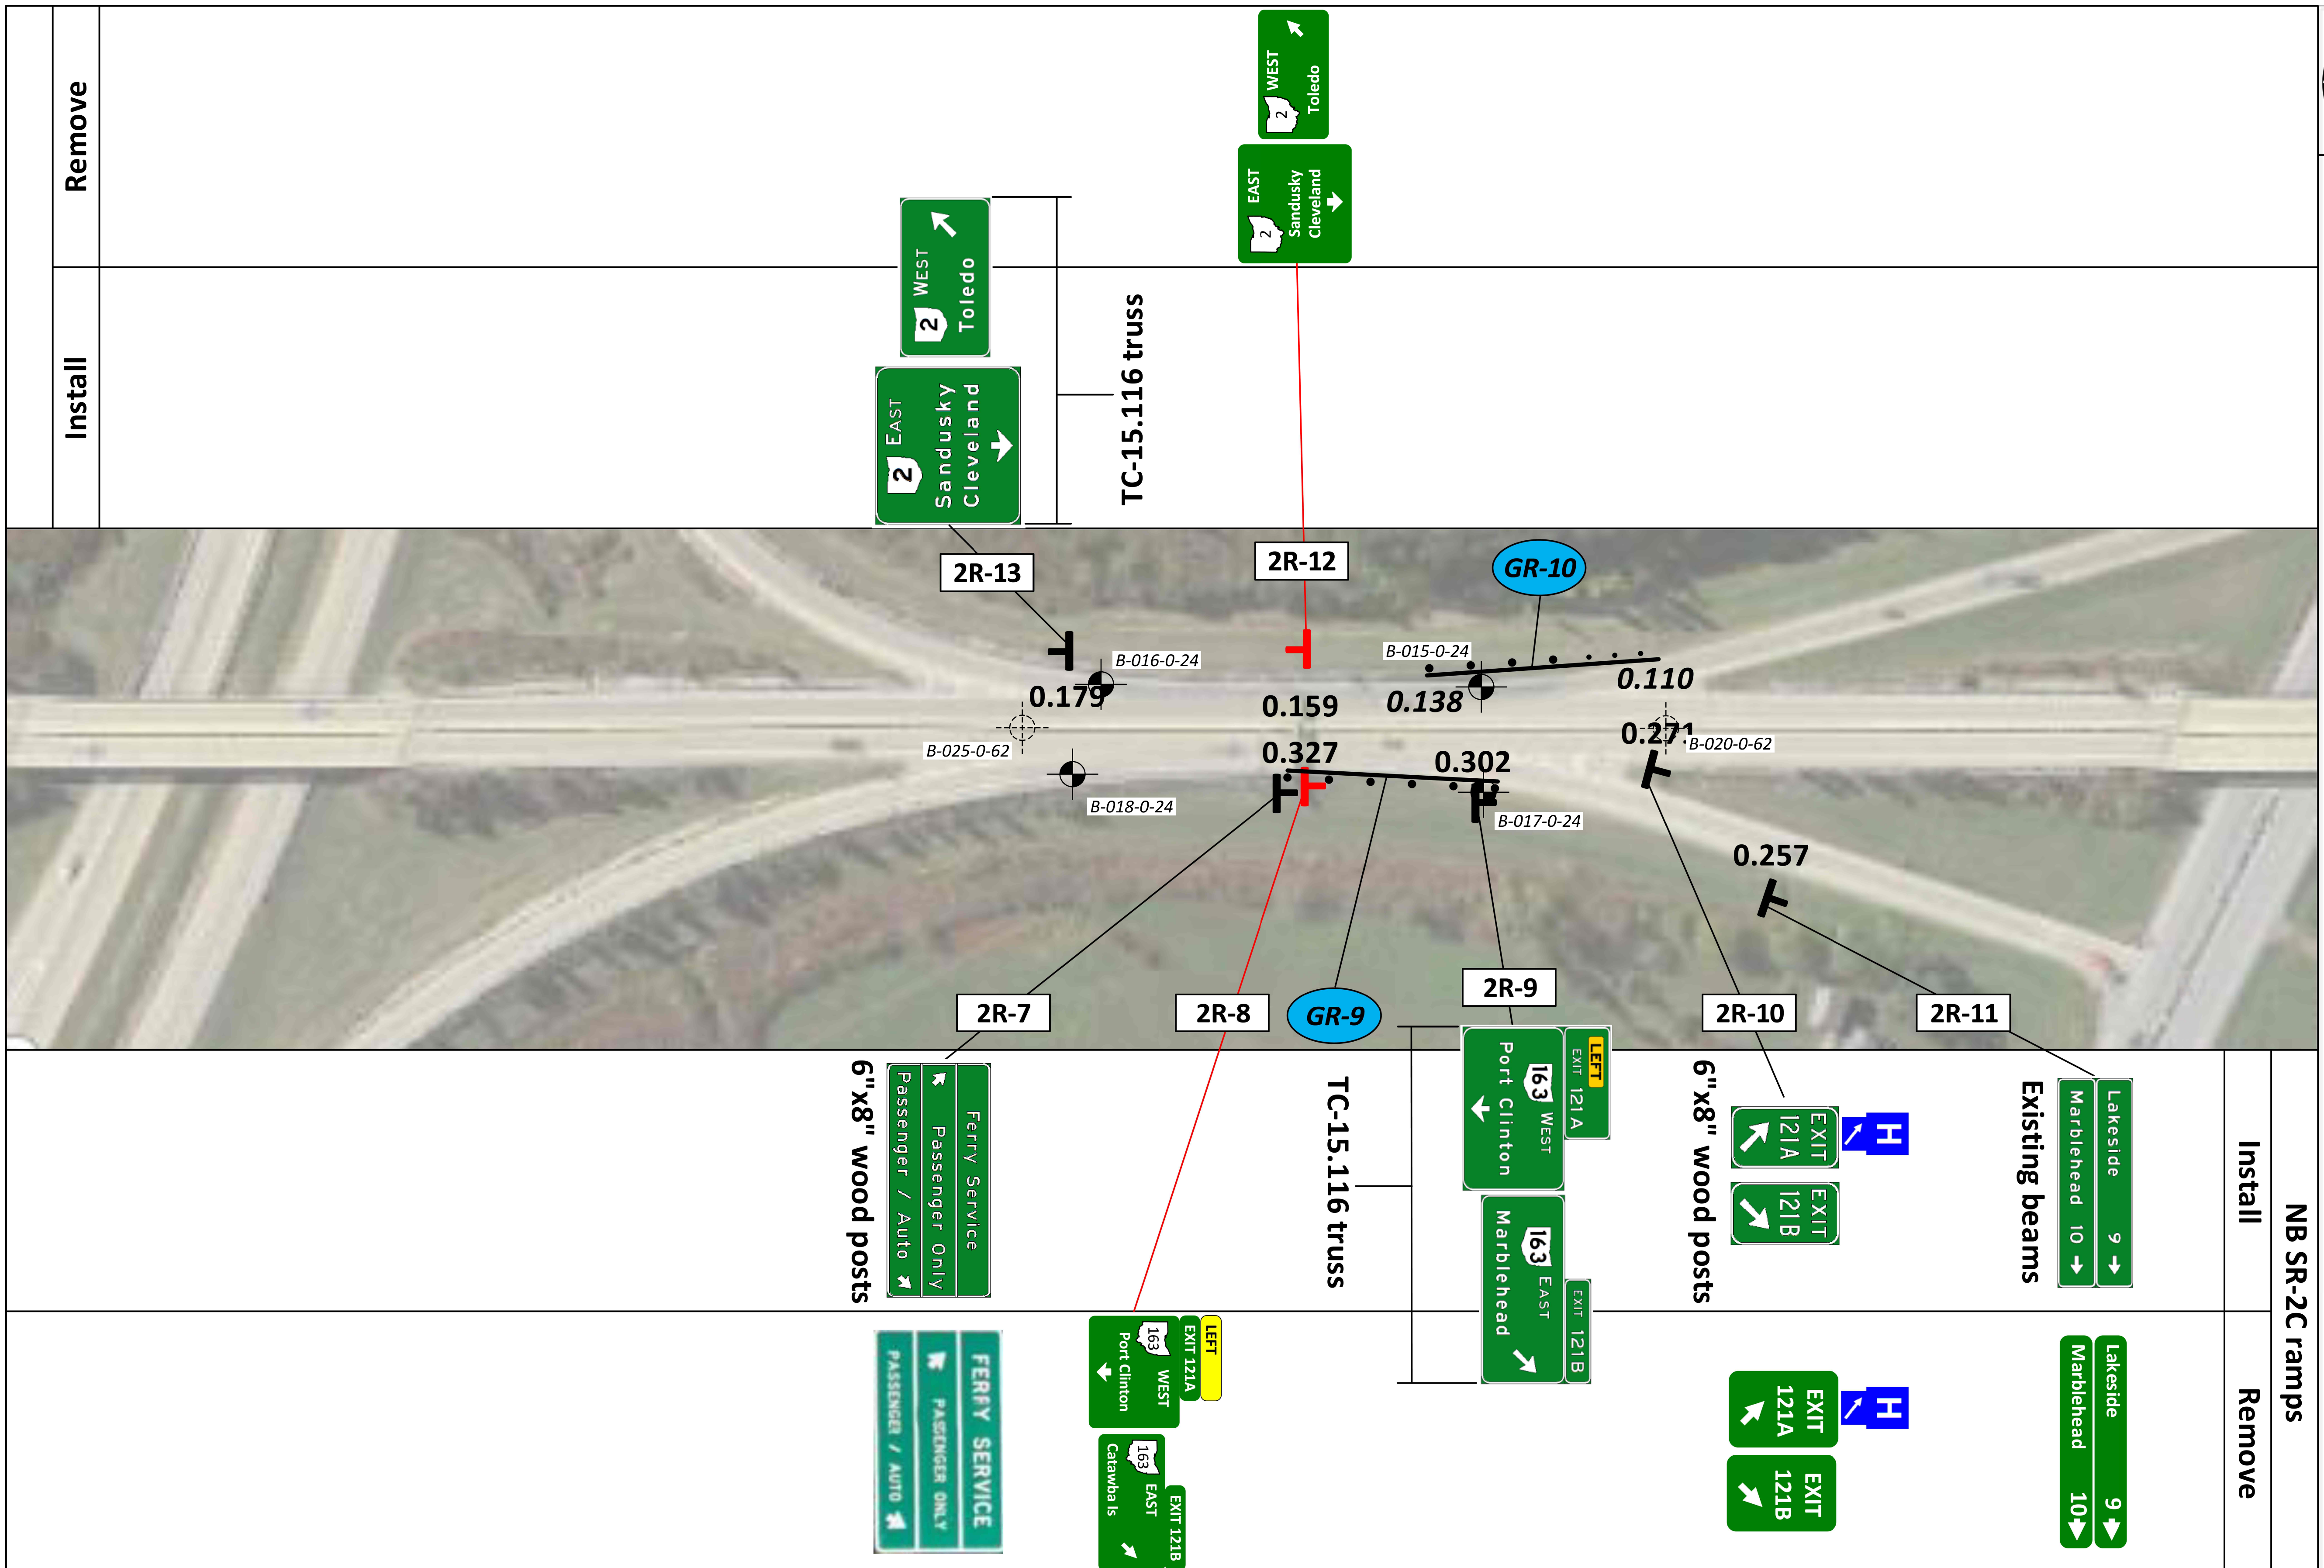 Remove
Install
WEST
2
Toledo
EAST
2
Sandusky
Cleveland
2 WEST
Toledo
2 EAST
Sandusky
Cleveland
TC-15.116 truss
2R-13
2R-12
GR-10
B-016-0-24
B-015-0-24
0.179
0.159
0.138
0.110
B-025-0-62
0.327
0.302
0.271
B-020-0-62
B-018-0-24
B-017-0-24
0.257
2R-7
2R-8
GR-9
2R-9
2R-10
2R-11
NB SR-2C ramps
Install
6"x8" wood posts
Ferry Service
Passenger Only
Passenger / Auto
TC-15.116 truss
LEFT
EXIT 121A
163 WEST
Port Clinton
EXIT 121B
163 EAST
Marblehead
6"x8" wood posts
H
EXIT
121A
EXIT
121B
Existing beams
Lakeside 9
Marblehead 10
Remove
FERRY SERVICE
PASSENGER ONLY
PASSENGER / AUTO
LEFT
EXIT 121A
163 WEST
Port Clinton
EXIT 121B
163 EAST
Catawba Is
H
EXIT
121A
EXIT
121B
Lakeside 9
Marblehead 10